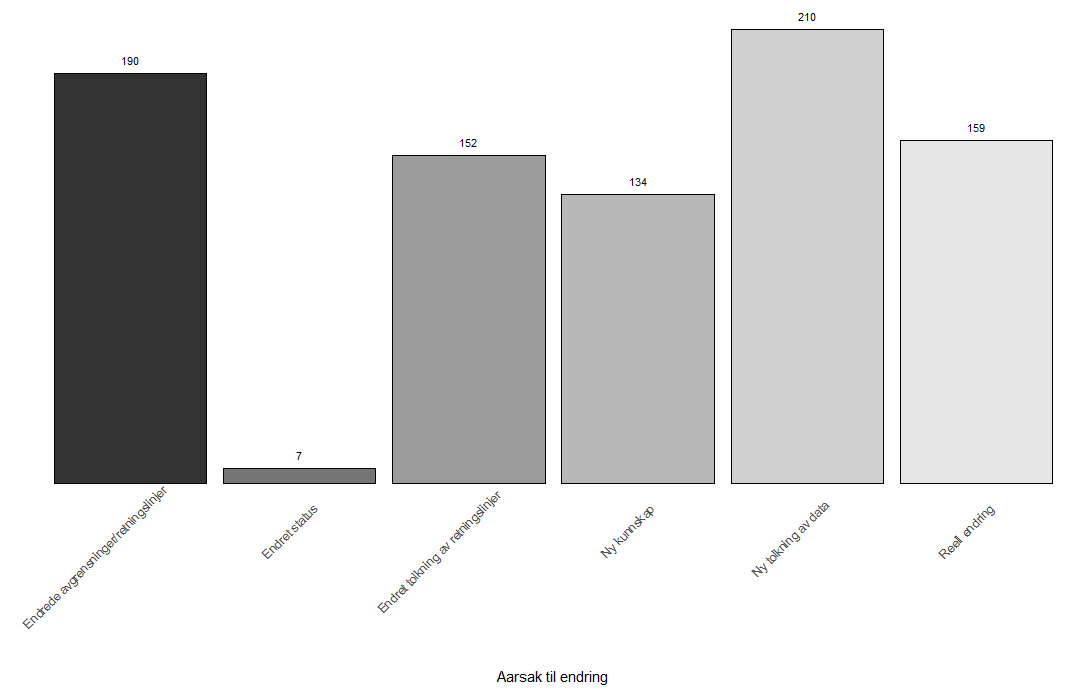 210
190
159
152
134
7
Endrede avgrensninger/retningslinjer
Endret status
Endret tolkning av retningslinjer
Ny kunnskap
Ny tolkning av data
Reell endring
Aarsak til endring